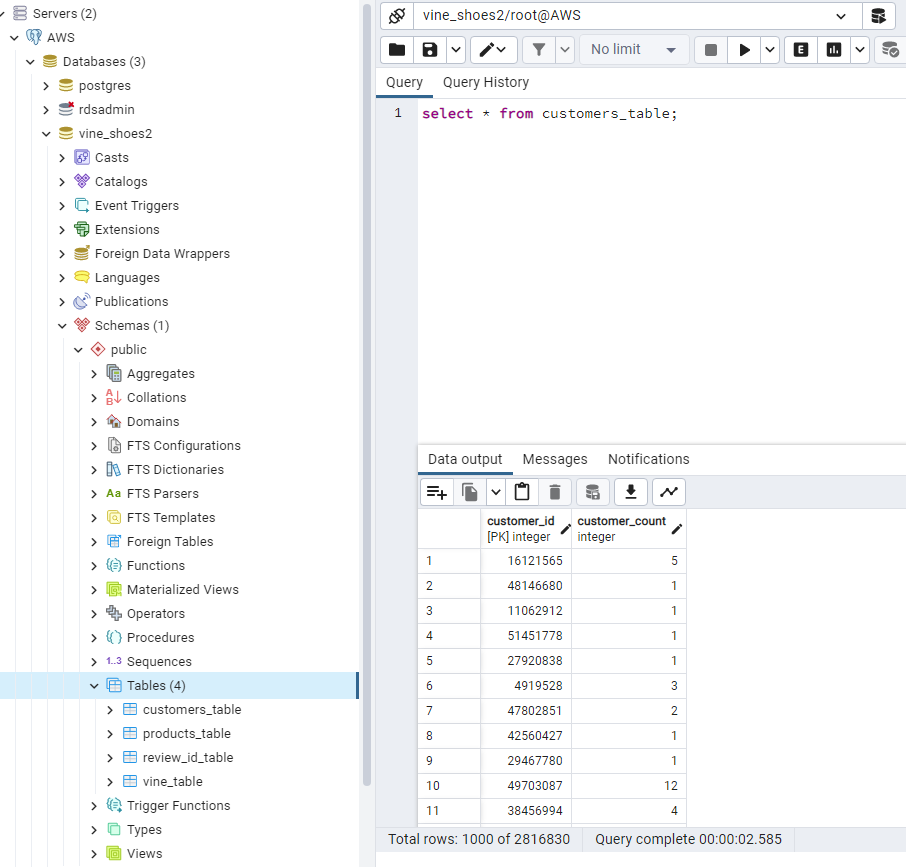 Servers (2)
AWS
Databases (3)
postgres
rdsadmin
vine_shoes2
Casts
Catalogs
Event Triggers
Extensions
Foreign Data Wrappers
Languages
Publications
Schemas (1)
public
Aggregates
Collations
Domains
FTS Configurations
FTS Dictionaries
Aa FTS Parsers
FTS Templates
Foreign Tables
Functions
Materialized Views
Operators
Procedures
1..3 Sequences
Tables (4)
customers_table
products_table
review_id_table
vine_table
Trigger Functions
Types
Views
vine_shoes2/root@AWS
No limit
E
Query Query History
1 select * from customers_table;
Data output Messages Notifications
customer_id customer_count
[PK] integer integer
1 16121565 5
2 48146680 1
3 11062912 1
4 51451778 1
5 27920838 1
6 4919528 3
7 47802851 2
8 42560427 1
9 29467780 1
10 49703087 12
11 38456994 4
Total rows: 1000 of 2816830 Query complete 00:00:02.585